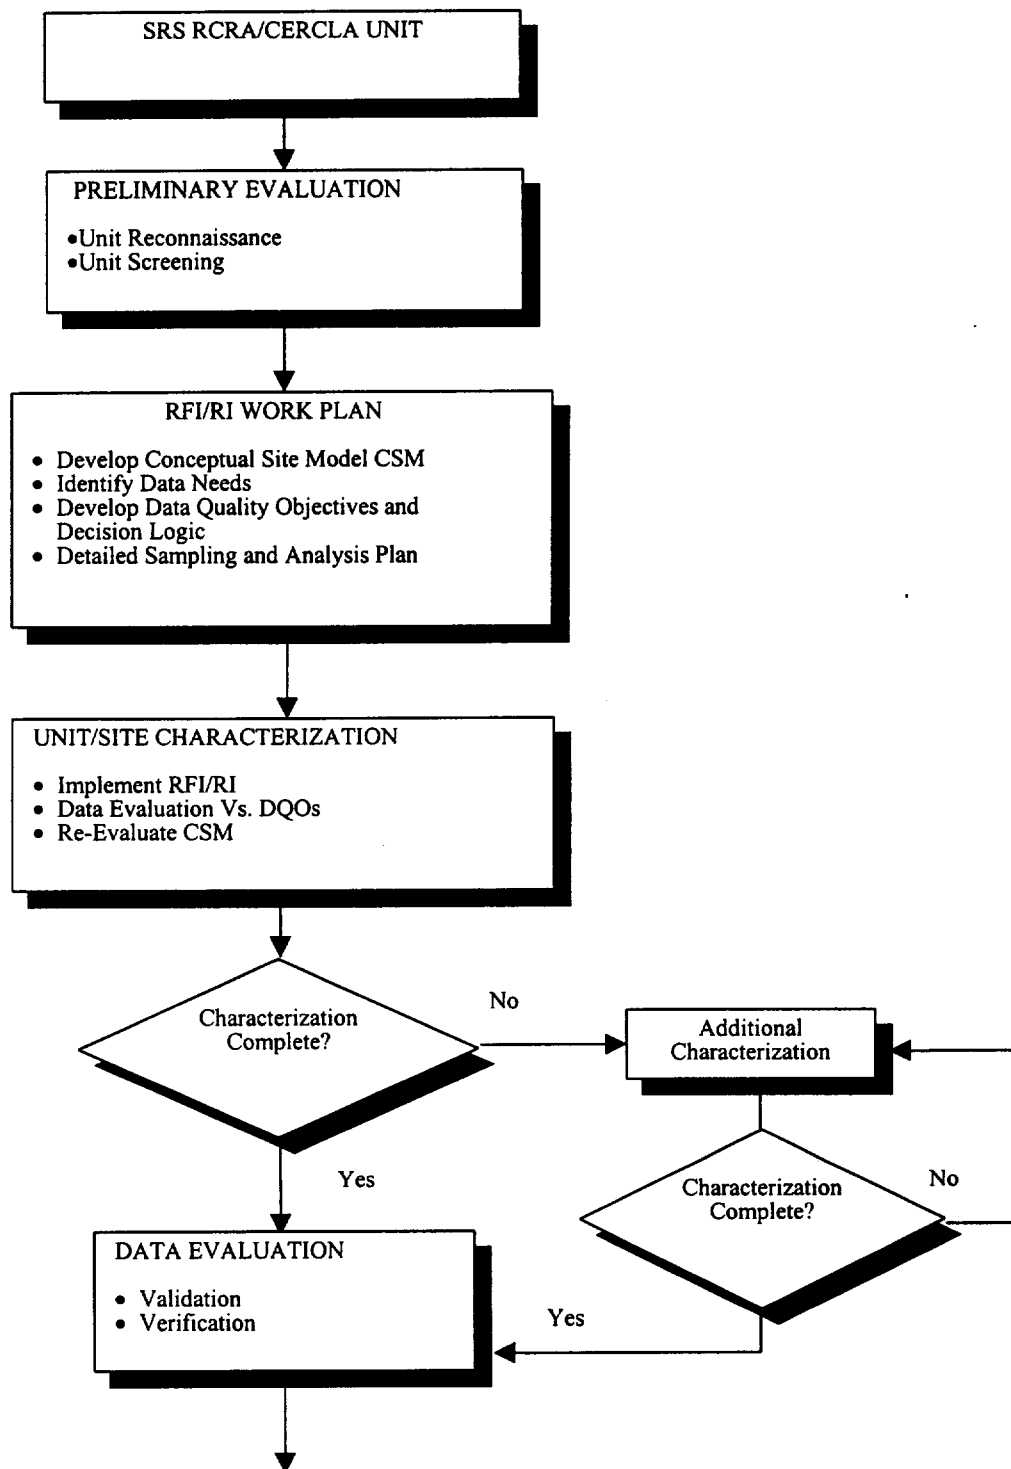 SRS RCRA/CERCLA UNIT
PRELIMINARY EVALUATION
•Unit Reconnaissance
•Unit Screening
RFI/RI WORK PLAN
• Develop Conceptual Site Model CSM
• Identify Data Needs
• Develop Data Quality Objectives and
Decision Logic
• Detailed Sampling and Analysis Plan
UNIT/SITE CHARACTERIZATION
• Implement RFI/RI
• Data Evaluation Vs. DQOs
• Re-Evaluate CSM
Characterization
Complete?
No
Additional
Characterization
Yes
Characterization
Complete?
No
DATA EVALUATION
• Validation
• Verification
Yes